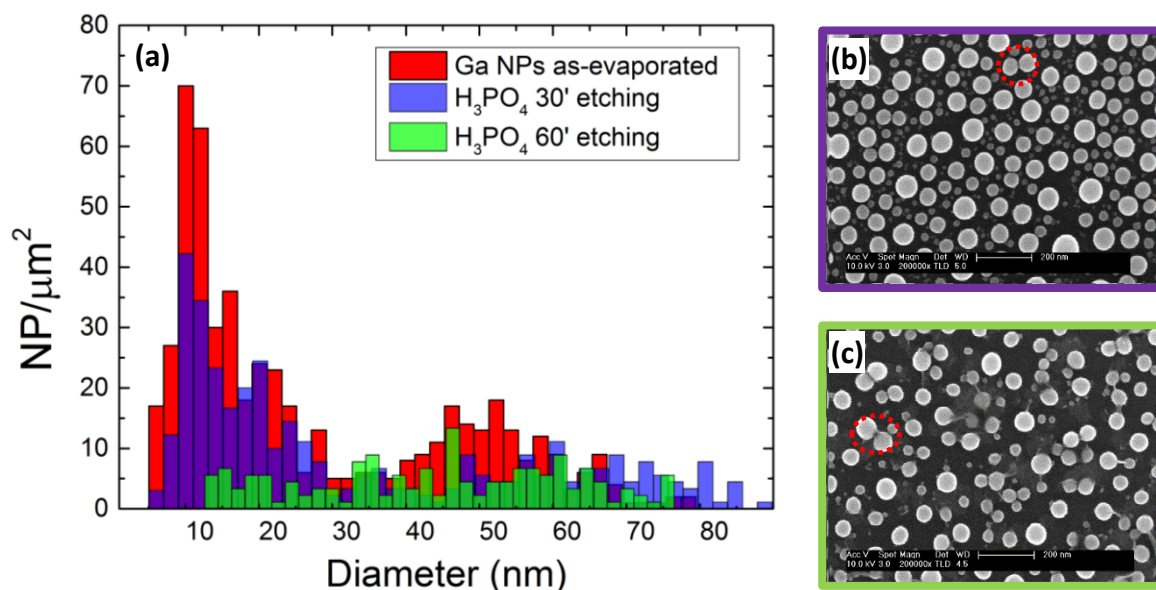 (a)
Ga NPs as-evaporated
H₃PO₄ 30' etching
H₃PO₄ 60' etching
80
70
60
50
40
30
20
10
0
NP/μm²
10 20 30 40 50 60 70 80
Diameter (nm)
(b)
Acc.V Spot Magn Det WD
10.0 kV 3.0 200000x TLD 5.0
200 nm
(c)
Acc.V Spot Magn Det WD
10.0 kV 3.0 200000x TLD 4.5
200 nm